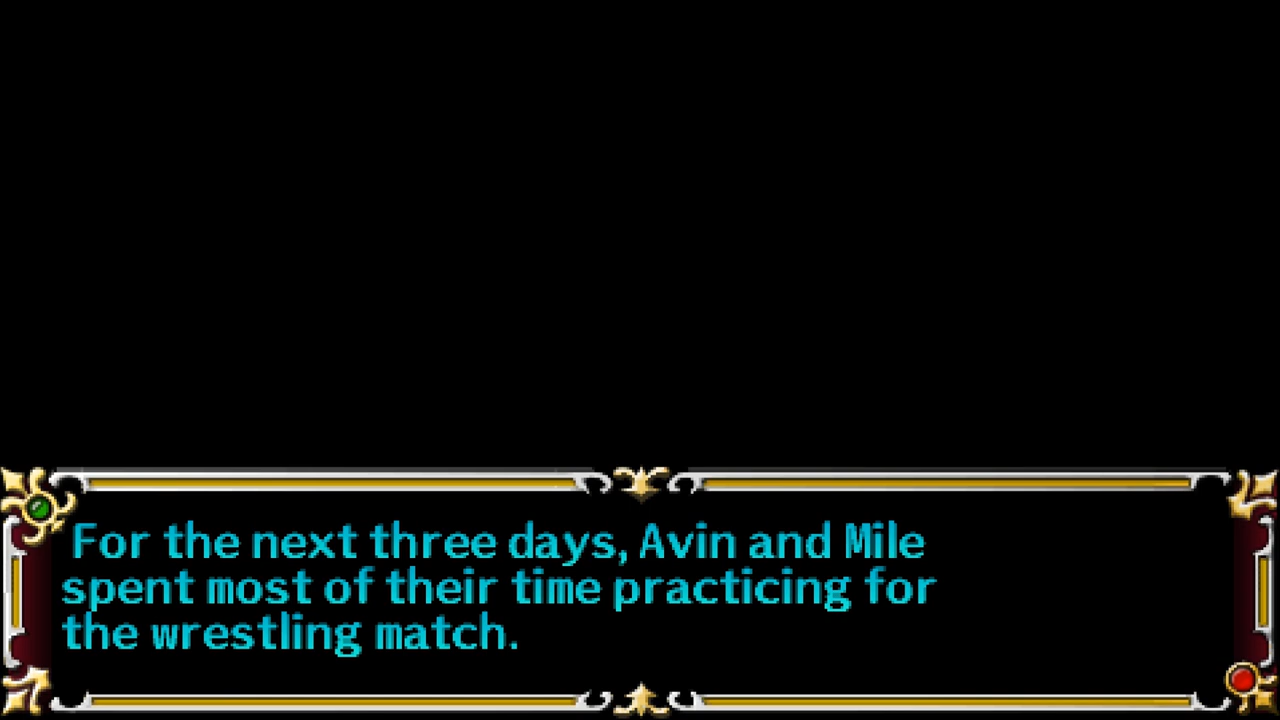 For the next three days, Avin and Mile
spent most of their time practicing for
the wrestling match.